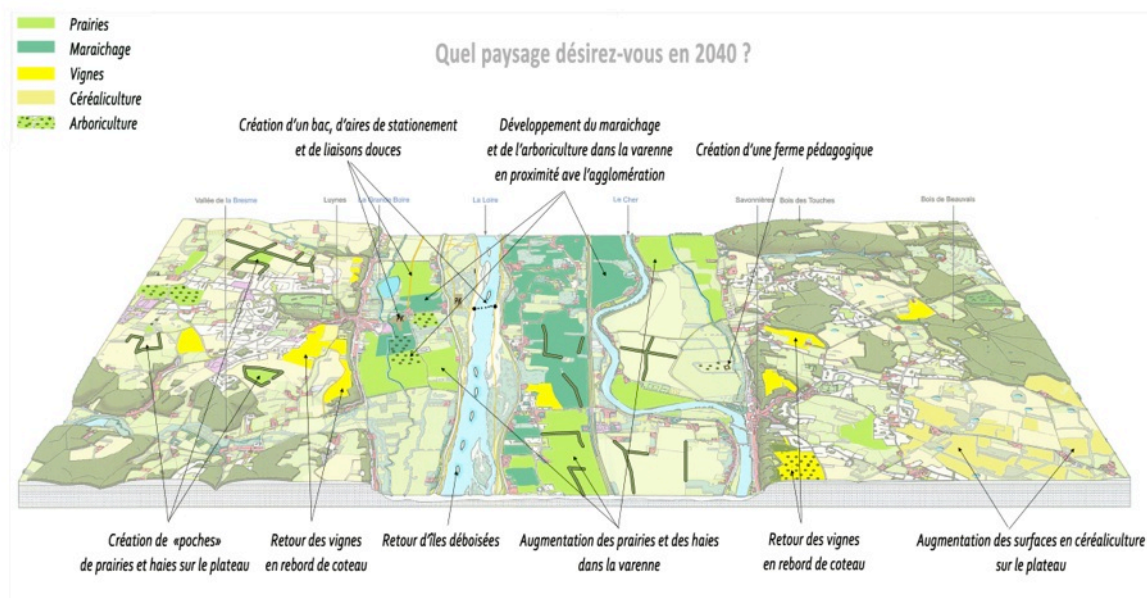 Prairies
Maraichage
Vignes
Céréaliculture
Arboriculture
Quel paysage désirez-vous en 2040 ?
Création d'un bac, d'aires de stationement
et de liaisons douces
Développement du maraichage
et de l'arboriculture dans la varenne
en proximité ave l'agglomération
Création d'une ferme pédagogique
Vallée de la Bresme
Luynes
La Grande Boire
La Loire
Le Cher
Savonnières
Bois des Touches
Bois de Beauvais
Création de «poches»
de prairies et haies sur le plateau
Retour des vignes
en rebord de coteau
Retour d'îles déboisées
Augmentation des prairies et des haies
dans la varenne
Retour des vignes
en rebord de coteau
Augmentation des surfaces en céréaliculture
sur le plateau